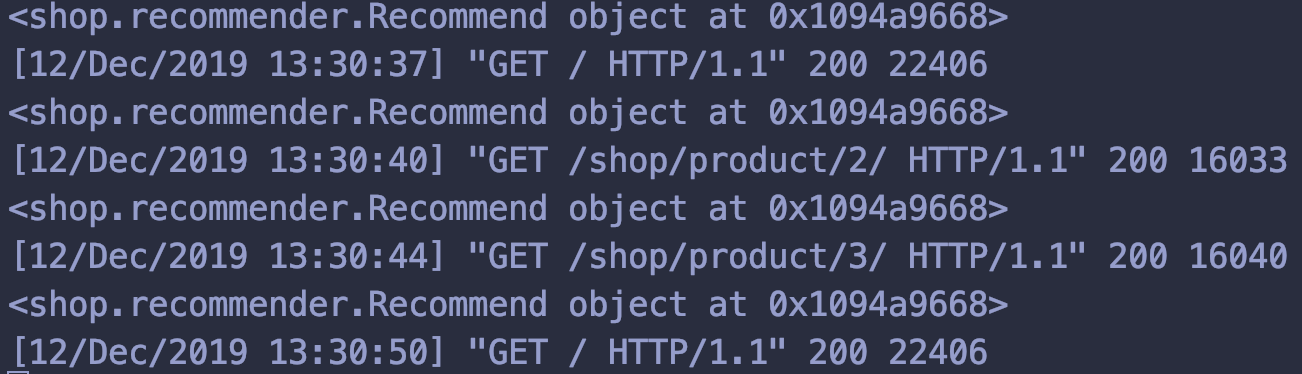 <shop.recommender.Recommend object at 0x1094a9668>
[12/Dec/2019 13:30:37] "GET / HTTP/1.1" 200 22406
<shop.recommender.Recommend object at 0x1094a9668>
[12/Dec/2019 13:30:40] "GET /shop/product/2/ HTTP/1.1" 200 16033
<shop.recommender.Recommend object at 0x1094a9668>
[12/Dec/2019 13:30:44] "GET /shop/product/3/ HTTP/1.1" 200 16040
<shop.recommender.Recommend object at 0x1094a9668>
[12/Dec/2019 13:30:50] "GET / HTTP/1.1" 200 22406